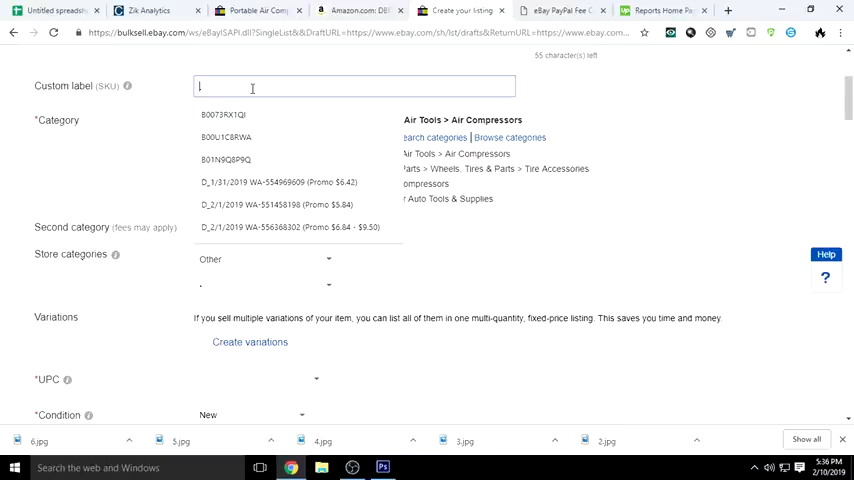 Untitled spreadsh
Zik Analytics
Portable Air Com
Amazon.com: DB
Create your listing
eBay PayPal Fee C
Reports Home Pa
https://bulksell.ebay.com/ws/eBayISAPI.dll?SingleList&&DraftURL=https://www.ebay.com/sh/lst/drafts&ReturnURL=https://www.ebay.com/
55 character(s) left
Custom label (SKU)
B0073RX1QI
*Category
Air Tools > Air Compressors
B00U1C8RWA
earch categories | Browse categories
Air Tools > Air Compressors
B01N9Q8P9Q
Parts > Wheels, Tires & Parts > Tire Accessories
D_1/31/2019 WA-554969609 (Promo $6.42)
ompressors
D_2/1/2019 WA-551458198 (Promo $5.84)
r Auto Tools & Supplies
Second category (fees may apply)
D_2/1/2019 WA-556368302 (Promo $6.84 - $9.50)
Store categories
Other
Help
?
Variations
If you sell multiple variations of your item, you can list all of them in one multi-quantity, fixed-price listing. This saves you time and money.
Create variations
*UPC
*Condition
New
6.jpg
5.jpg
4.jpg
3.jpg
2.jpg
Show all
Search the web and Windows
Ps
5:36 PM
2/10/2019